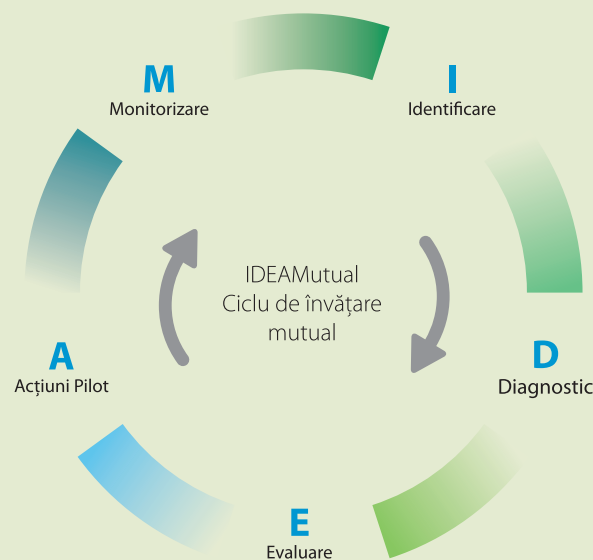 M
Monitorizare
I
Identificare
IDEAMutual
Ciclu de învățare
mutual
A
Acțiuni Pilot
D
Diagnostic
E
Evaluare